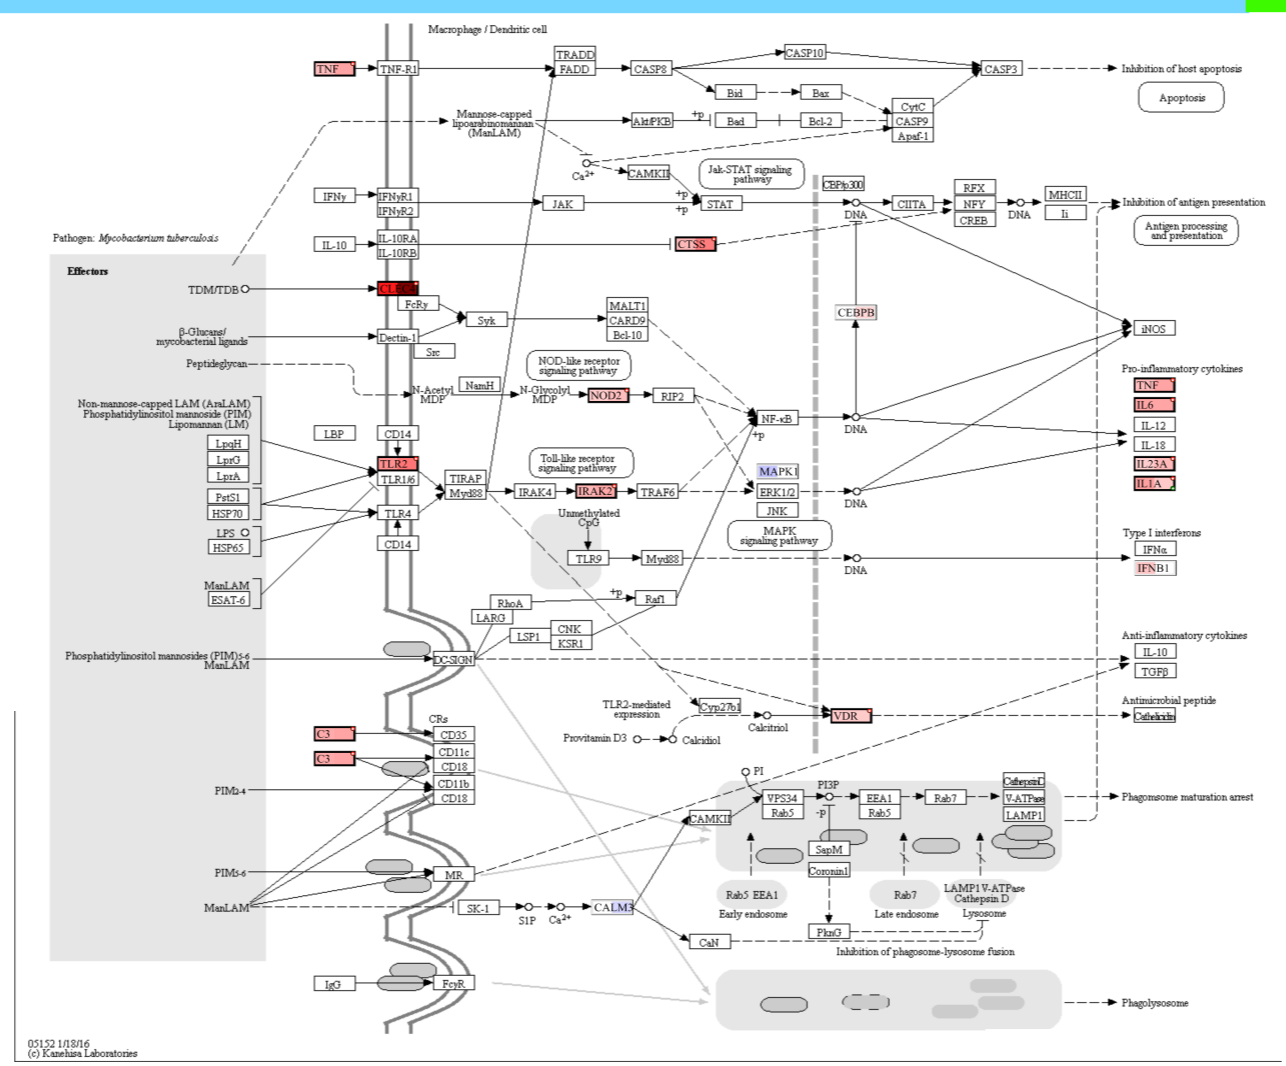 Macrophage / Dendritic cell
TNF
TNF-R1
TRADD
FADD
CASP8
CASP10
CASP3
Inhibition of host apoptosis
Apoptosis
Bid
Bax
CytC
CASP9
Apaf-1
Mannose-capped
lipoarabinomannan
(ManLAM)
Akt/PKB
+p
Bad
Bcl-2
Ca2+
CAMKII
Jak-STAT signaling
pathway
IFNγ
IFNγR1
IFNγR2
JAK
+p
+p
STAT
CBP/p300
DNA
CIITA
RFX
NFY
CREB
DNA
MHCII
Ii
Inhibition of antigen presentation
Antigen processing
and presentation
Pathogen: Mycobacterium tuberculosis
IL-10
IL-10RA
IL-10RB
CTSS
Effectors
TDM/TDB
FcRγ
Syk
MALT1
CARD9
Bcl-10
CEBPB
iNOS
β-Glucans/
mycobacterial ligands
Dectin-1
Src
Peptideglycan
N-Acetyl
MDP
NamH
N-Glycolyl
MDP
NOD-like receptor
signaling pathway
NOD2
RIP2
NF-κB
+p
DNA
Pro-inflammatory cytokines
TNF
IL6
IL-12
IL-18
IL23A
IL1A
Non-mannose-capped LAM (AraLAM)
Phosphatidylinositol mannoside (PIM)
Lipomannan (LM)
LpqH
LprG
LprA
PstS1
HSP70
LPS
HSP65
ManLAM
ESAT-6
LBP
CD14
TLR2
TLR1/6
TLR4
CD14
TIRAP
Myd88
IRAK4
IRAK2
TRAF6
Toll-like receptor
signaling pathway
MAPK1
ERK1/2
JNK
DNA
MAPK
signaling pathway
Unmethylated
CpG
TLR9
Myd88
DNA
Type I interferons
IFNα
IFNB1
RhoA
+p
Raf1
LARG
LSP1
CNK
KSR1
Phosphatidylinositol mannosides (PIM)5-6
ManLAM
DC-SIGN
Anti-inflammatory cytokines
IL-10
TGFβ
TLR2-mediated
expression
Cyp27b1
Provitamin D3
Calcidiol
Calcitriol
VDR
Antimicrobial peptide
Cathelicidin
C3
C3
CRs
CD35
CD11c
CD18
CD11b
CD18
PIM2-4
PI
VPS34
Rab5
PI3P
-p
EEA1
Rab5
Rab7
CathepsinD
V-ATPase
LAMP1
Phagomsome maturation arrest
CAMKII
SapM
Coronin1
PIM5-6
MR
ManLAM
SK-1
S1P
Ca2+
CALM3
CaN
Rab5 EEA1
Early endosome
Rab7
Late endosome
LAMP1 V-ATPase
Cathepsin D
Lysosome
PknG
Inhibition of phagosome-lysosome fusion
IgG
FcγR
Phagolysosome
05152 1/18/16
(c) Kanehisa Laboratories